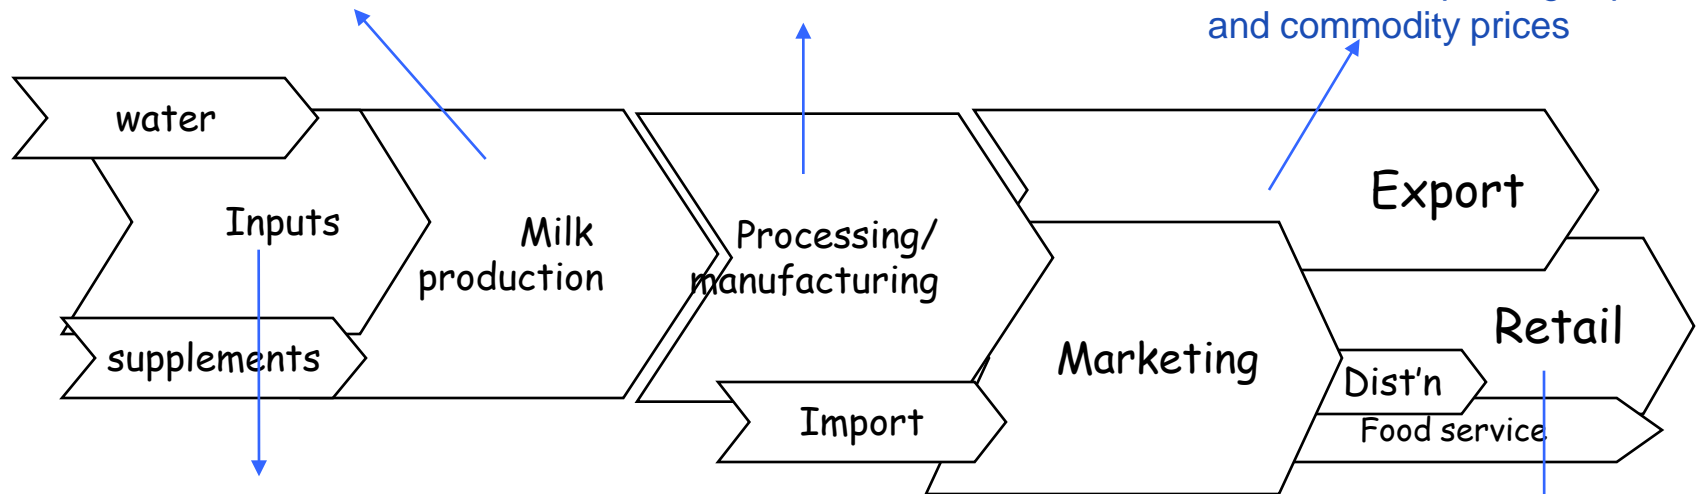 and commodity prices
water
Export
Inputs
Milk
production
Processing/
manufacturing
Retail
supplements
Marketing
Dist'n
Import
Food service